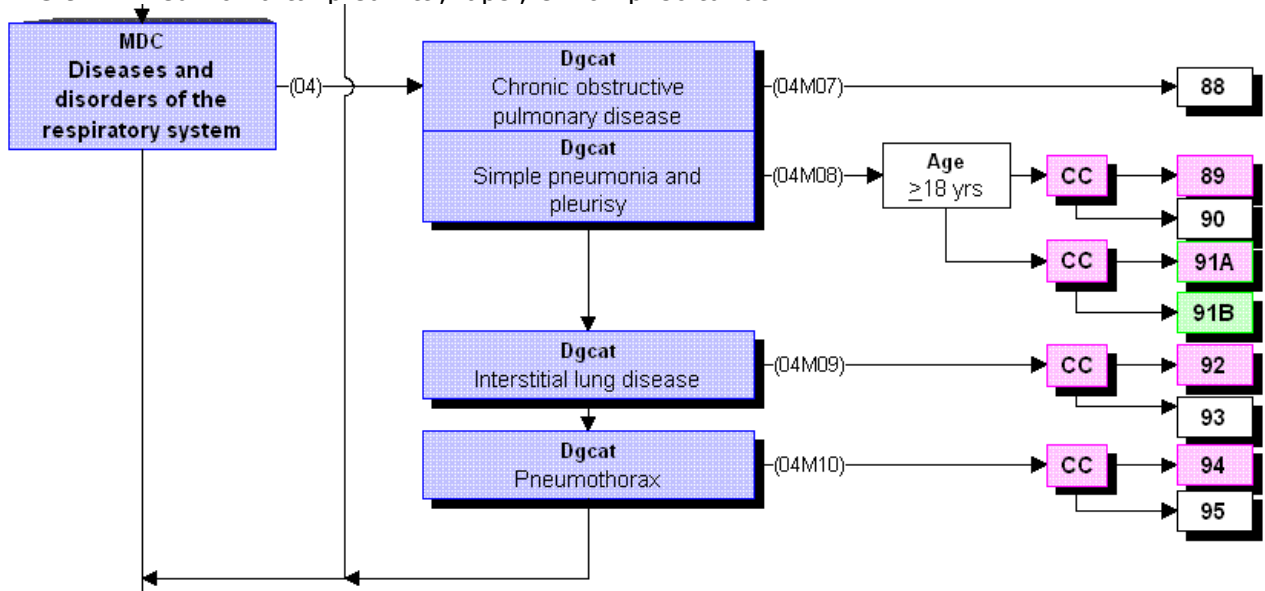 MDC
Diseases and
disorders of the
respiratory system
(04)
Dgcat
Chronic obstructive
pulmonary disease
(04M07)
88
Dgcat
Simple pneumonia and
pleurisy
(04M08)
Age
≥18 yrs
CC
89
90
CC
91A
91B
Dgcat
Interstitial lung disease
(04M09)
CC
92
93
Dgcat
Pneumothorax
(04M10)
CC
94
95